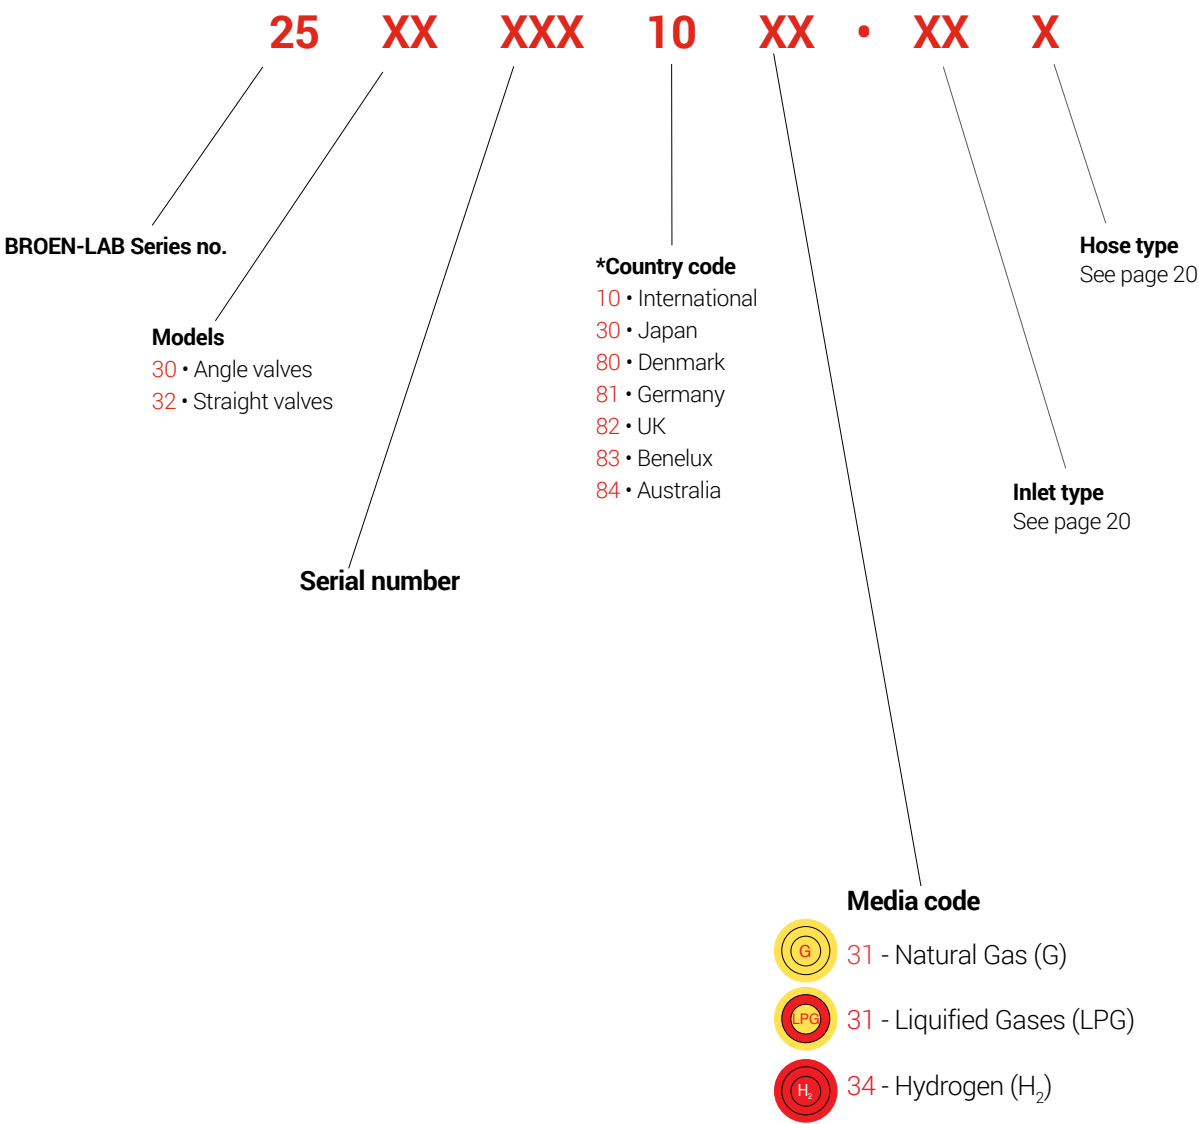 25 XX XXX 10 XX • XX X
BROEN-LAB Series no.
Models
30 • Angle valves
32 • Straight valves
Serial number
*Country code
10 • International
30 • Japan
80 • Denmark
81 • Germany
82 • UK
83 • Benelux
84 • Australia
Hose type
See page 20
Inlet type
See page 20
Media code
G 31 - Natural Gas (G)
LPG 31 - Liquified Gases (LPG)
H₂ 34 - Hydrogen (H₂)